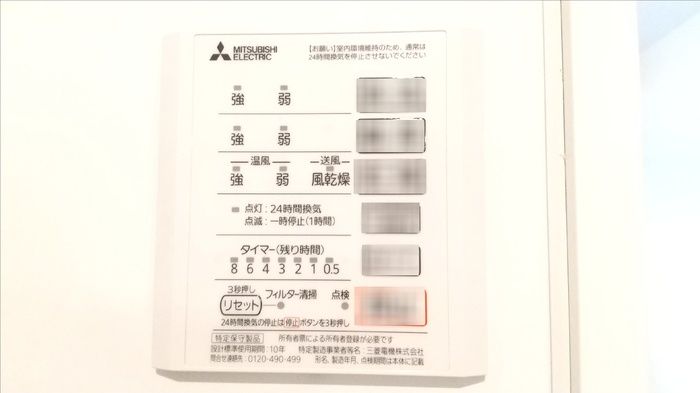 MITSUBISHI
ELECTRIC
【お願い】室内環境維持のため、通常は
24時間換気を停止させないでください
強 弱
強 弱
温風 送風
強 弱 風乾燥
点灯:24時間換気
点滅:一時停止(1時間)
タイマー(残り時間)
8 6 4 3 2 1 0.5
3秒押し
リセット フィルター清掃 点検
24時間換気の停止は停止ボタンを3秒押し
特定保守製品 所有者票による所有者登録が必要です
設計標準使用期間:10年 特定製造事業者等名:三菱電機株式会社
問合せ連絡先:0120-490-499 形名、製造年月、点検期間は本体に記載